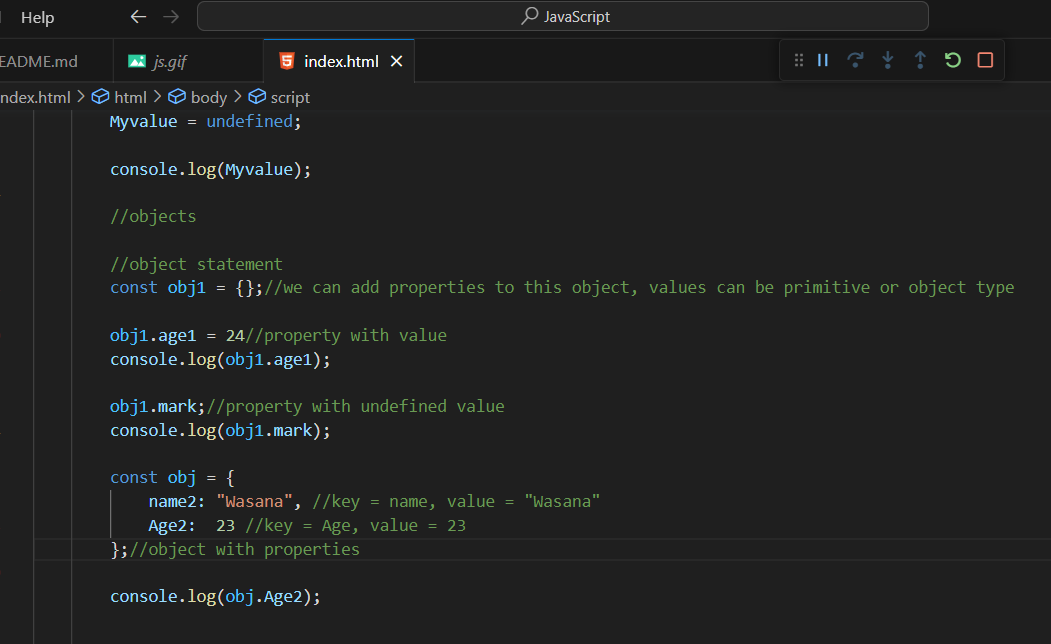 Help
JavaScript
EADME.md
js.gif
index.html
ndex.html > html > body > script
Myvalue = undefined;
console.log(Myvalue);
//objects
//object statement
const obj1 = {};//we can add properties to this object, values can be primitive or object type
obj1.age1 = 24//property with value
console.log(obj1.age1);
obj1.mark;//property with undefined value
console.log(obj1.mark);
const obj = {
name2: "Wasana", //key = name, value = "Wasana"
Age2:  23 //key = Age, value = 23
};//object with properties
console.log(obj.Age2);